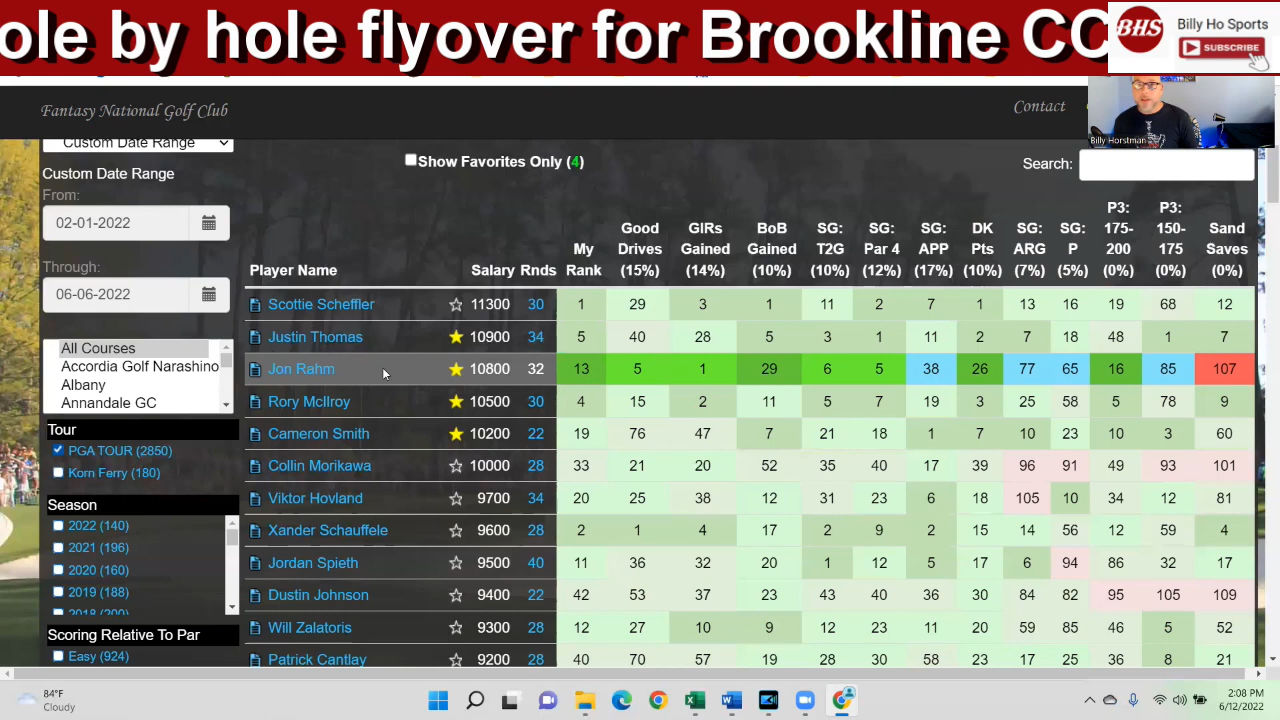 ole by hole flyover for Brookline CC
BHS
Billy Ho Sports
SUBSCRIBE
Fantasy National Golf Club
Contact
Billy Horstman
Custom Date Range
Show Favorites Only (4)
Search:
Custom Date Range
From:
02-01-2022
Through:
06-06-2022
All Courses
Accordia Golf Narashino
Albany
Annandale GC
Tour
PGA TOUR (2850)
Korn Ferry (180)
Season
2022 (140)
2021 (196)
2020 (160)
2019 (188)
2018 (200)
Scoring Relative To Par
Easy (924)
Player Name Salary Rnds My Rank Good Drives (15%) GIRs Gained (14%) BoB Gained (10%) SG: T2G (10%) SG: Par 4 (12%) SG: APP (17%) DK Pts (10%) SG: ARG (7%) SG: P (5%) P3: 175-200 (0%) P3: 150-175 (0%) Sand Saves (0%)
Scottie Scheffler 11300 30 1 29 3 1 11 2 7 1 13 16 19 68 12
Justin Thomas 10900 34 5 40 28 5 3 1 11 2 7 18 48 1 7
Jon Rahm 10800 32 13 5 1 29 6 5 38 26 77 65 16 85 107
Rory McIlroy 10500 30 4 15 2 11 5 7 19 3 25 58 5 78 9
Cameron Smith 10200 22 19 76 47 7 21 18 1 7 10 23 10 3 60
Collin Morikawa 10000 28 33 21 20 52 35 40 17 39 96 91 49 93 101
Viktor Hovland 9700 34 20 25 38 12 31 23 6 18 105 10 34 12 81
Xander Schauffele 9600 28 2 1 4 17 2 9 2 15 14 56 12 59 4
Jordan Spieth 9500 40 11 36 32 20 1 12 5 17 6 94 86 32 17
Dustin Johnson 9400 22 42 53 37 23 43 40 36 30 84 82 95 105 109
Will Zalatoris 9300 28 12 27 10 9 12 23 11 20 59 85 46 5 52
Patrick Cantlay 9200 28 40 70 57 19 28 30 58 23 17 25 36 8 21
84°F
Cloudy
2:08 PM
6/12/2022